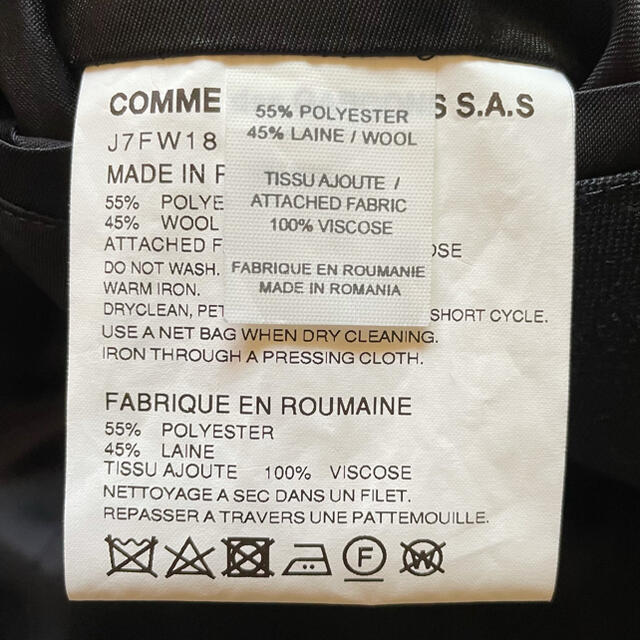 COMME S S.A.S
J7FW18
MADE IN
55% POLYE
45% WOOL
ATTACHED F OSE
DO NOT WASH.
WARM IRON.
DRYCLEAN, PET SHORT CYCLE.
USE A NET BAG WHEN DRY CLEANING.
IRON THROUGH A PRESSING CLOTH.
FABRIQUE EN ROUMAINE
55% POLYESTER
45% LAINE
TISSU AJOUTE 100% VISCOSE
NETTOYAGE A SEC DANS UN FILET.
REPASSER A TRAVERS UNE PATTEMOUILLE.
F
W
55% POLYESTER
45% LAINE / WOOL
TISSU AJOUTE /
ATTACHED FABRIC
100% VISCOSE
FABRIQUE EN ROUMANIE
MADE IN ROMANIA